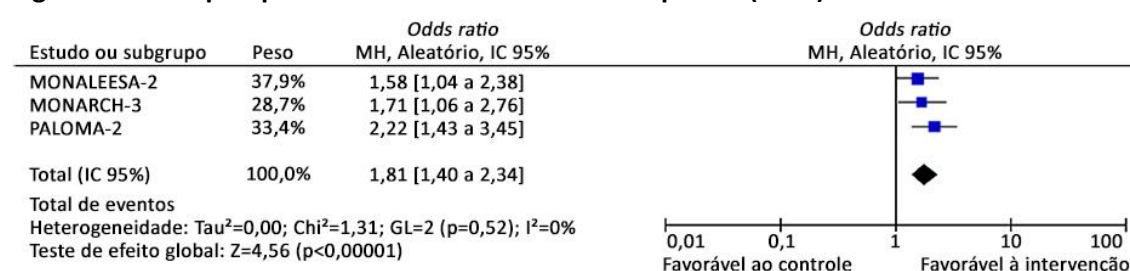 Odds ratio Odds ratio
Estudo ou subgrupo Peso MH, Aleatório, IC 95% MH, Aleatório, IC 95%
MONALEESA-2 37,9% 1,58 [1,04 a 2,38]
MONARCH-3 28,7% 1,71 [1,06 a 2,76]
PALOMA-2 33,4% 2,22 [1,43 a 3,45]
Total (IC 95%) 100,0% 1,81 [1,40 a 2,34]
Total de eventos
Heterogeneidade: Tau²=0,00; Chi²=1,31; GL=2 (p=0,52); I²=0%
Teste de efeito global: Z=4,56 (p<0,00001)
0,01 0,1 1 10 100
Favorável ao controle Favorável à intervenção